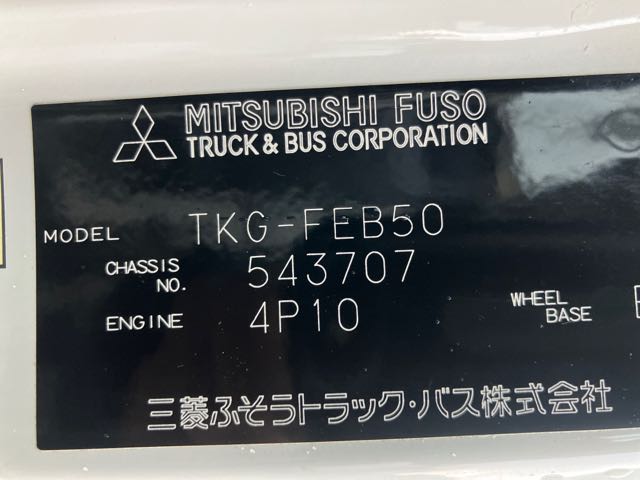 MITSUBISHI FUSO
TRUCK & BUS CORPORATION
MODEL TKG-FEB50
CHASSIS NO. 543707
ENGINE 4P10 WHEEL BASE
三菱ふそうトラック・バス株式会社